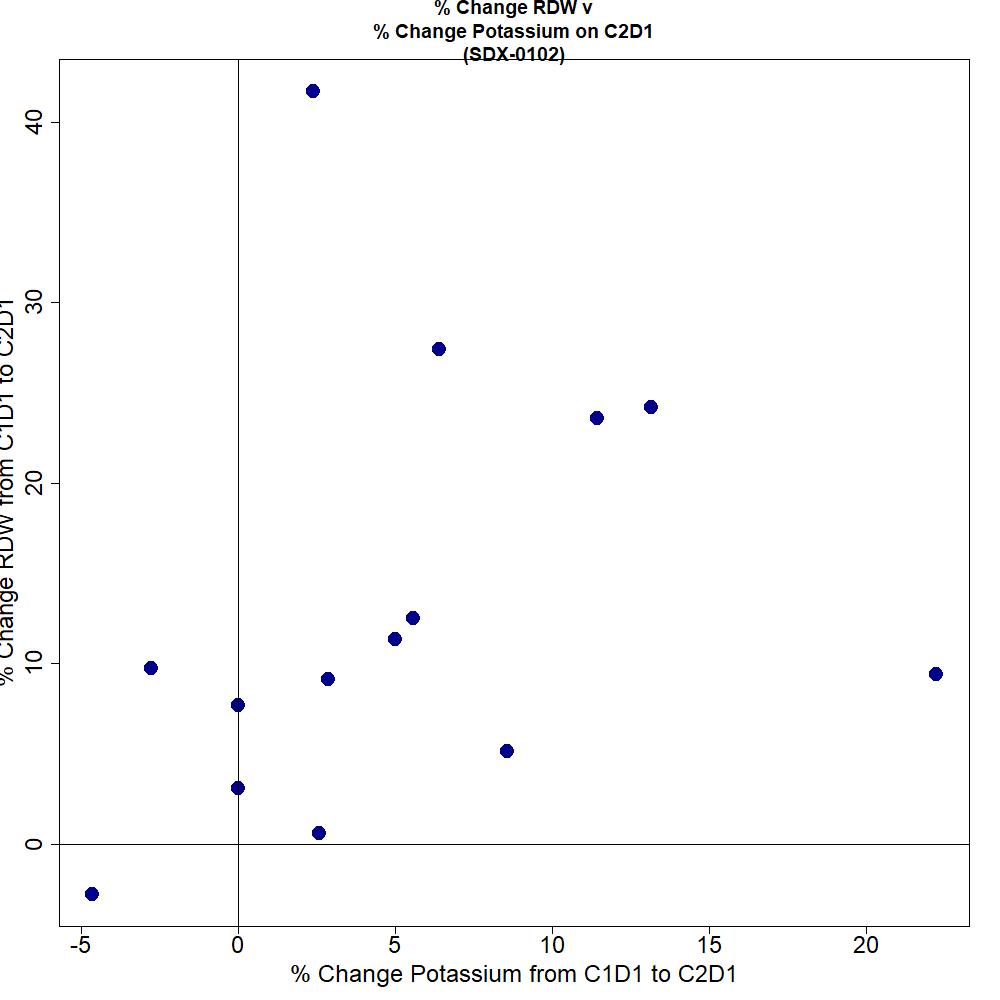 % Change RDW v
% Change Potassium on C2D1
(SDX-0102)
% Change RDW from C1D1 to C2D1
40
30
20
10
0
-5 0 5 10 15 20
% Change Potassium from C1D1 to C2D1